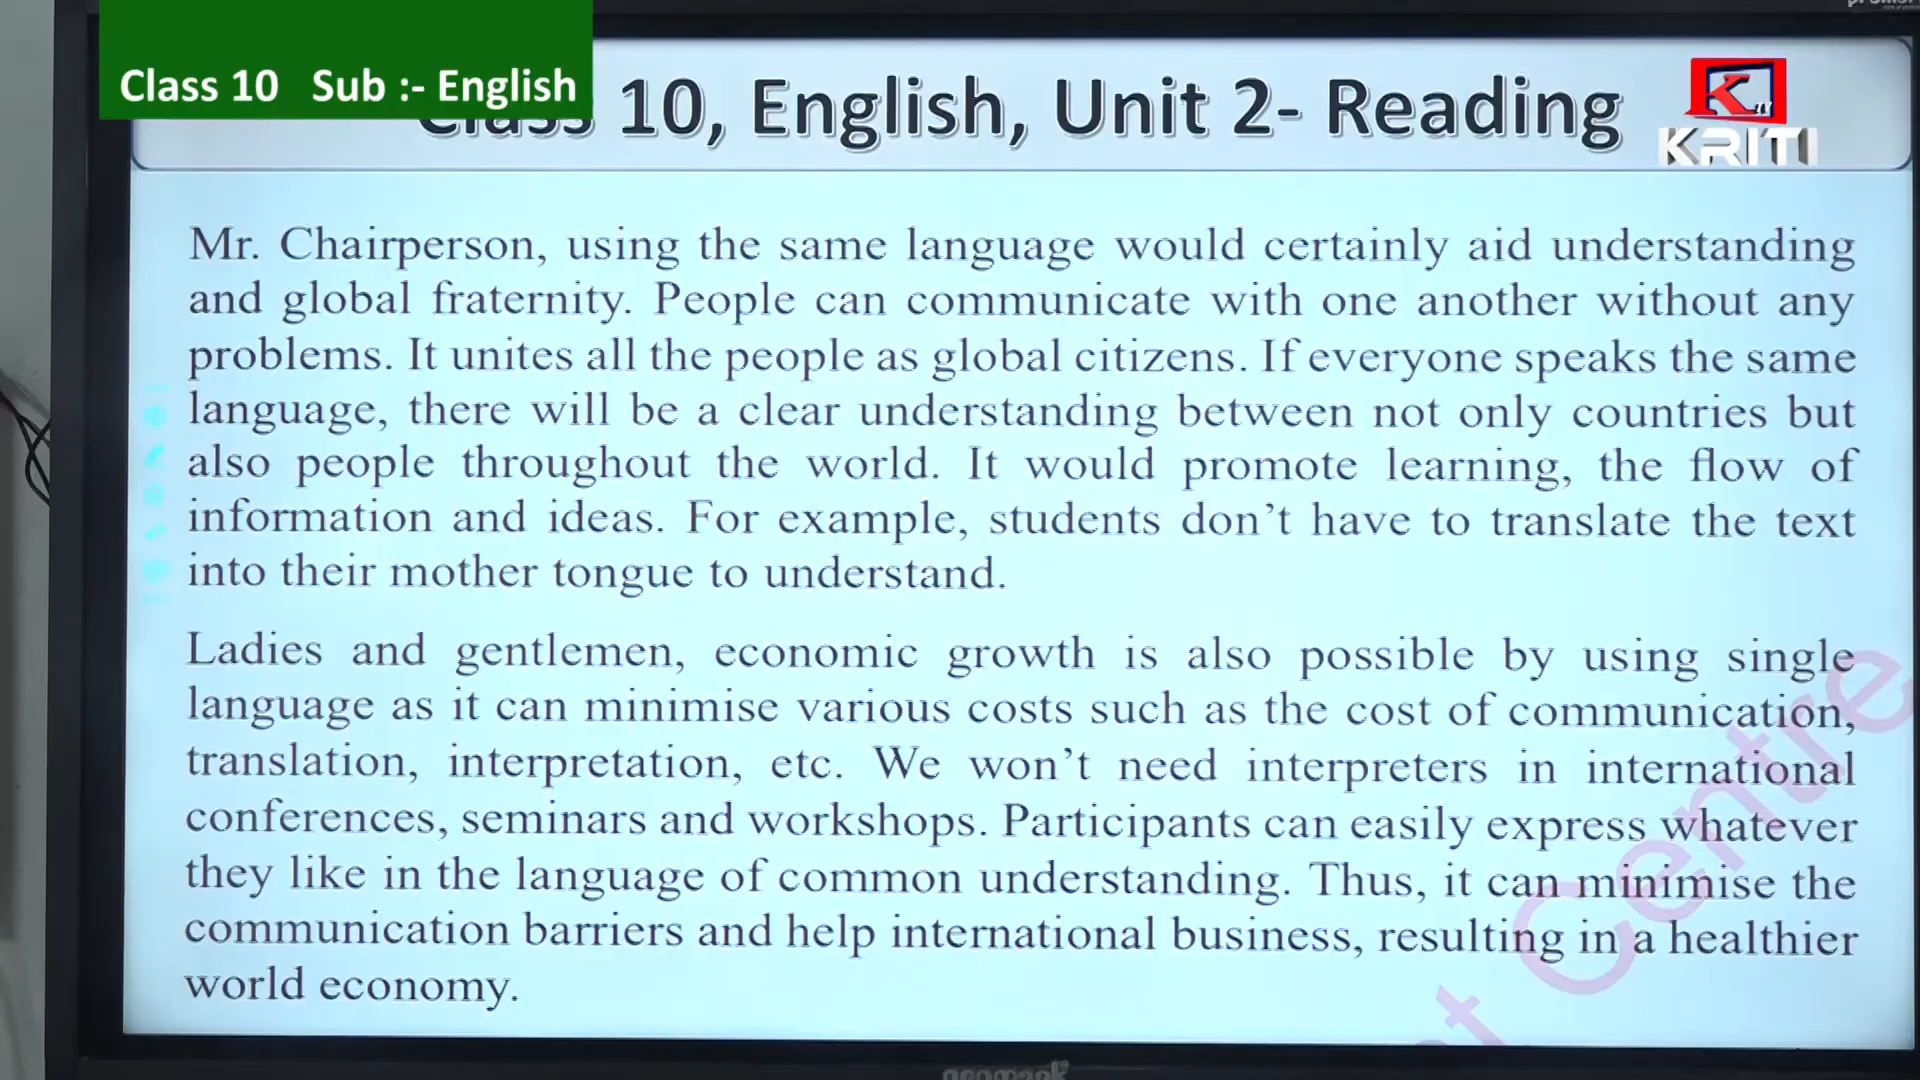 Class 10 Sub :- English
Class 10, English, Unit 2- Reading
K TV
KRITI
Mr. Chairperson, using the same language would certainly aid understanding
and global fraternity. People can communicate with one another without any
problems. It unites all the people as global citizens. If everyone speaks the same
language, there will be a clear understanding between not only countries but
also people throughout the world. It would promote learning, the flow of
information and ideas. For example, students don’t have to translate the text
into their mother tongue to understand.
Ladies and gentlemen, economic growth is also possible by using single
language as it can minimise various costs such as the cost of communication,
translation, interpretation, etc. We won’t need interpreters in international
conferences, seminars and workshops. Participants can easily express whatever
they like in the language of common understanding. Thus, it can minimise the
communication barriers and help international business, resulting in a healthier
world economy.
Centre